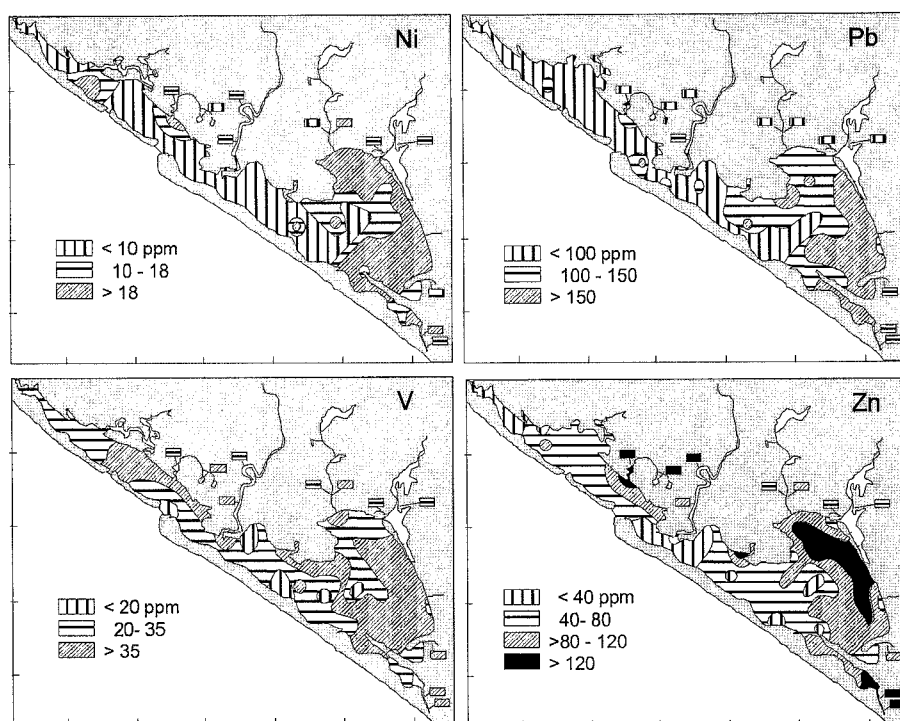 Ni
< 10 ppm
10 - 18
> 18
Pb
< 100 ppm
100 - 150
> 150
V
< 20 ppm
20- 35
> 35
Zn
< 40 ppm
40- 80
>80 - 120
> 120